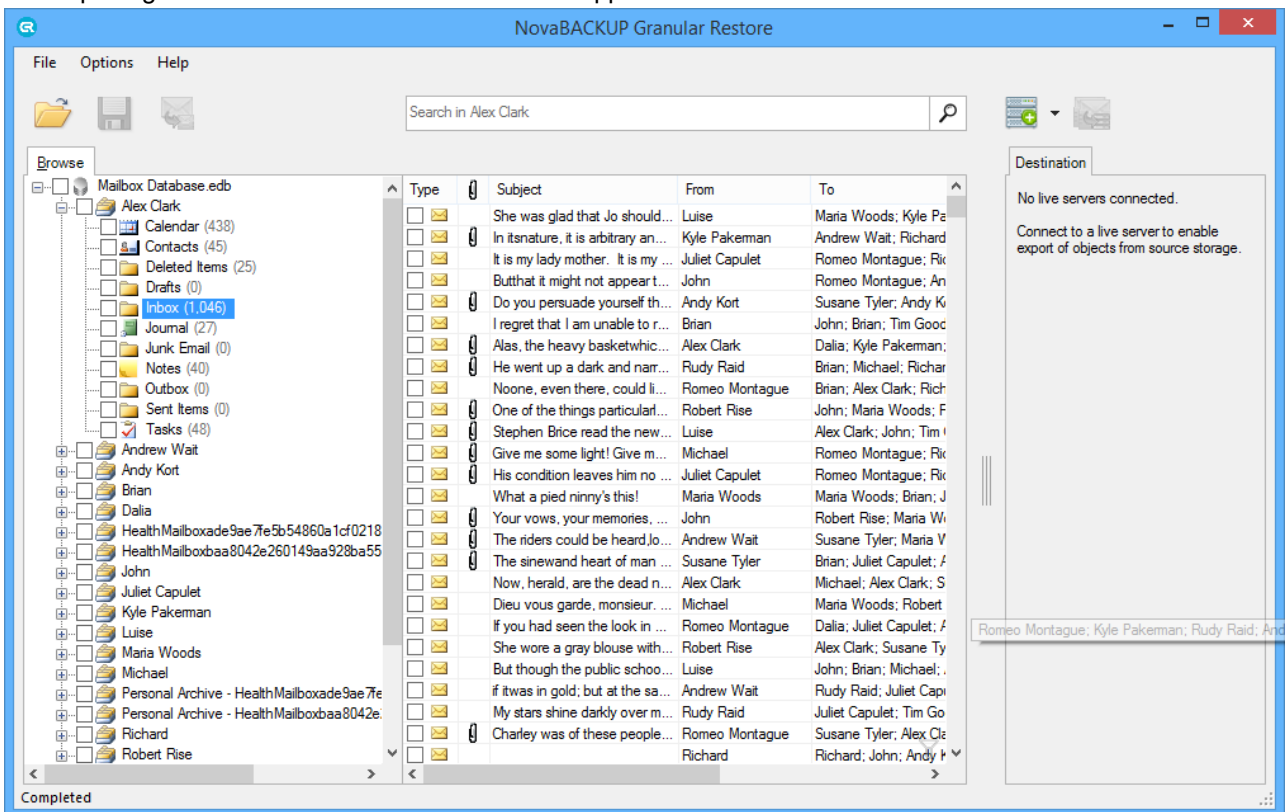 NovaBACKUP Granular Restore
File Options Help
Search in Alex Clark
Browse
Mailbox Database.edb
Alex Clark
Calendar (438)
Contacts (45)
Deleted Items (25)
Drafts (0)
Inbox (1,046)
Journal (27)
Junk Email (0)
Notes (40)
Outbox (0)
Sent Items (0)
Tasks (48)
Andrew Wait
Andy Kort
Brian
Dalia
HealthMailboxade9ae7fe5b54860a1cf0218
HealthMailboxbaa8042e260149aa928ba55
John
Juliet Capulet
Kyle Pakerman
Luise
Maria Woods
Michael
Personal Archive - HealthMailboxade9ae7fe
Personal Archive - HealthMailboxbaa8042e
Richard
Robert Rise
Type Subject From To
She was glad that Jo should... Luise Maria Woods; Kyle Pa
In itsnature, it is arbitrary an... Kyle Pakerman Andrew Wait; Richard
It is my lady mother. It is my ... Juliet Capulet Romeo Montague; Ric
Butthat it might not appear t... John Romeo Montague; An
Do you persuade yourself th... Andy Kort Susane Tyler; Andy K
I regret that I am unable to r... Brian John; Brian; Tim Good
Alas, the heavy basketwhic... Alex Clark Dalia; Kyle Pakerman;
He went up a dark and narr... Rudy Raid Brian; Michael; Richar
Noone, even there, could li... Romeo Montague Brian; Alex Clark; Rich
One of the things particularl... Robert Rise John; Maria Woods; F
Stephen Brice read the new... Luise Alex Clark; John; Tim
Give me some light! Give m... Michael Romeo Montague; Ric
His condition leaves him no ... Juliet Capulet Romeo Montague; Ric
What a pied ninny's this! Maria Woods Maria Woods; Brian; J
Your vows, your memories, ... John Robert Rise; Maria W
The riders could be heard,lo... Andrew Wait Susane Tyler; Maria W
The sinewand heart of man ... Susane Tyler Brian; Juliet Capulet; A
Now, herald, are the dead n... Alex Clark Michael; Alex Clark; S
Dieu vous garde, monsieur. ... Michael Maria Woods; Robert
If you had seen the look in ... Romeo Montague Dalia; Juliet Capulet; A
She wore a gray blouse with... Robert Rise Alex Clark; Susane Ty
But though the public schoo... Luise John; Brian; Michael;
if itwas in gold; but at the sa... Andrew Wait Rudy Raid; Juliet Capu
My stars shine darkly over m... Rudy Raid Juliet Capulet; Tim Go
Charley was of these people... Romeo Montague Susane Tyler; Alex Cla
Richard Richard; John; Andy K
Destination
No live servers connected.
Connect to a live server to enable
export of objects from source storage.
Romeo Montague; Kyle Pakerman; Rudy Raid; And
Completed